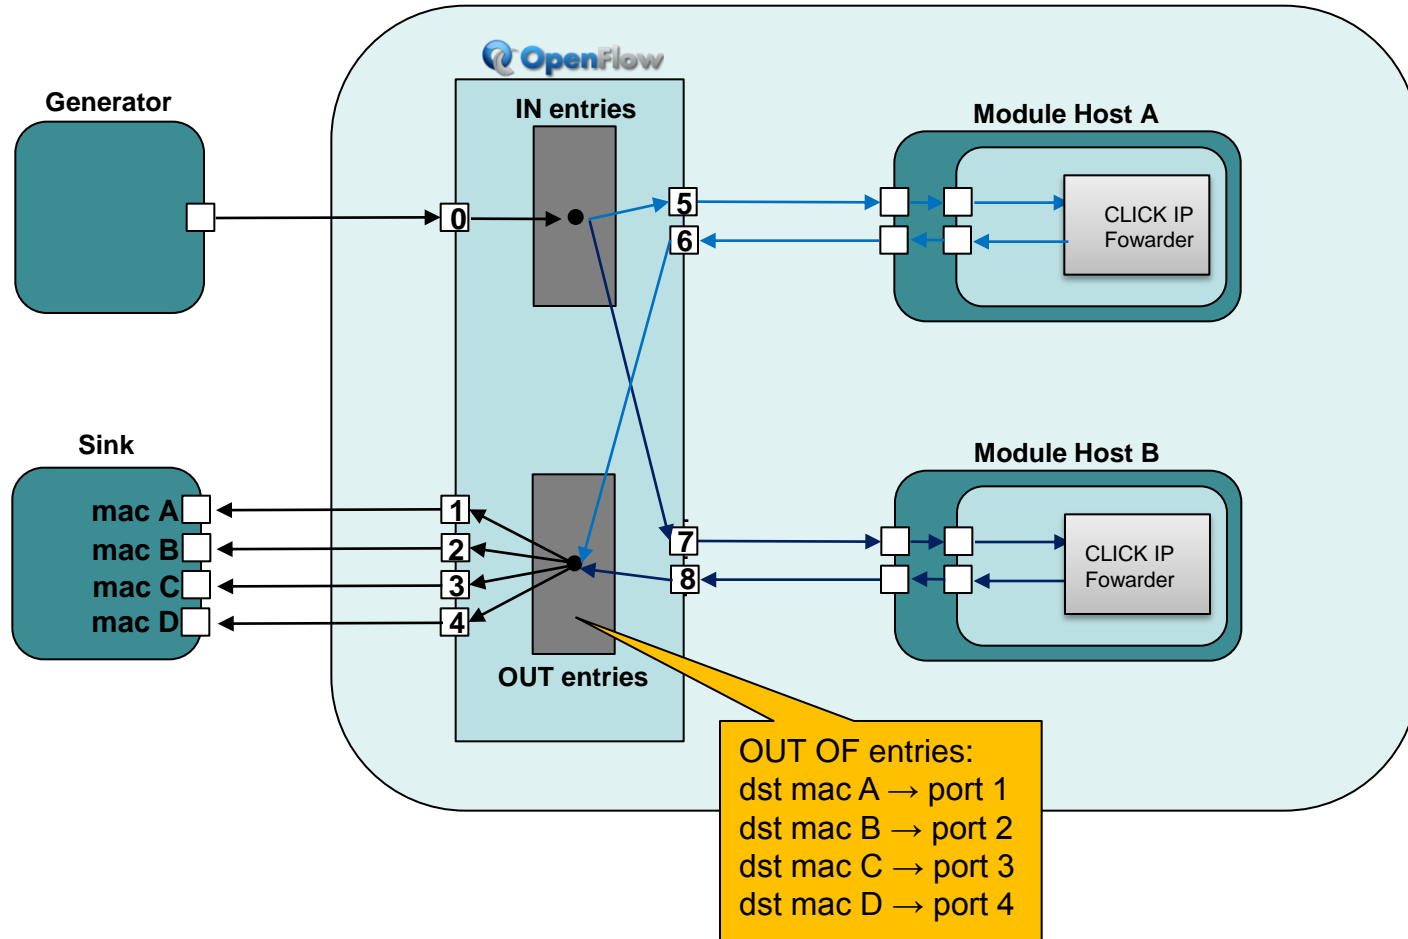 OpenFlow
Generator
IN entries
Module Host A
0
5
6
CLICK IP
Fowarder
Sink
mac A
mac B
mac C
mac D
1
2
3
4
7
8
Module Host B
CLICK IP
Fowarder
OUT entries
OUT OF entries:
dst mac A → port 1
dst mac B → port 2
dst mac C → port 3
dst mac D → port 4